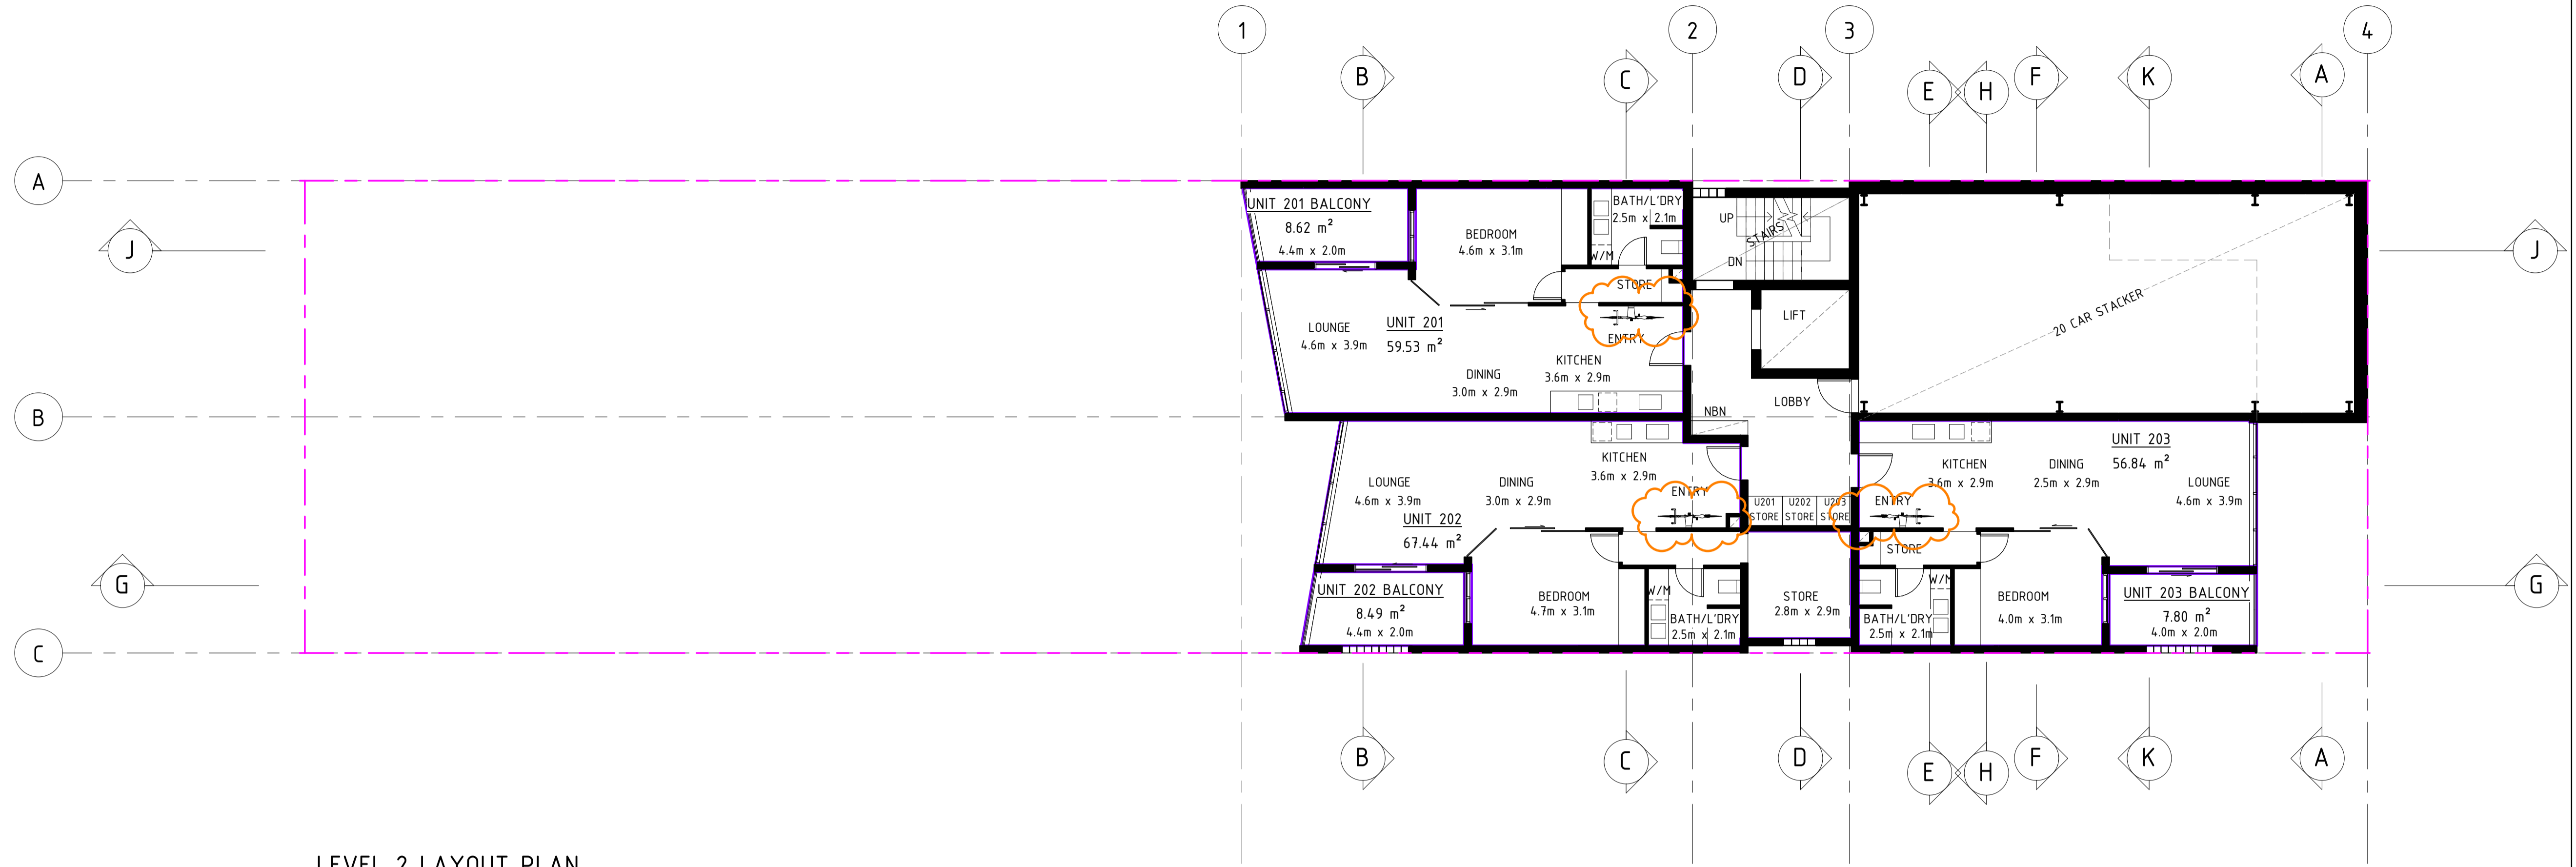 1
2
3
4
B
C
D
E
H
F
K
A
A
UNIT 201 BALCONY
8.62 m²
4.4m x 2.0m
BEDROOM
4.6m x 3.1m
BATH/L'DRY
2.5m x 2.1m
W/M
STORE
UP
STAIRS
DN
J
J
LOUNGE
4.6m x 3.9m
UNIT 201
59.53 m²
ENTRY
KITCHEN
3.6m x 2.9m
DINING
3.0m x 2.9m
LIFT
20 CAR STACKER
B
NBN
LOBBY
LOUNGE
4.6m x 3.9m
UNIT 202
67.44 m²
DINING
3.0m x 2.9m
KITCHEN
3.6m x 2.9m
ENTRY
U201
STORE
U202
STORE
U203
STORE
ENTRY
KITCHEN
3.6m x 2.9m
DINING
2.5m x 2.9m
UNIT 203
56.84 m²
LOUNGE
4.6m x 3.9m
G
G
UNIT 202 BALCONY
8.49 m²
4.4m x 2.0m
BEDROOM
4.7m x 3.1m
W/M
BATH/L'DRY
2.5m x 2.1m
STORE
2.8m x 2.9m
STORE
W/M
BATH/L'DRY
2.5m x 2.1m
BEDROOM
4.0m x 3.1m
UNIT 203 BALCONY
7.80 m²
4.0m x 2.0m
C
B
C
D
E
H
F
K
A
LEVEL 2 LAYOUT PLAN